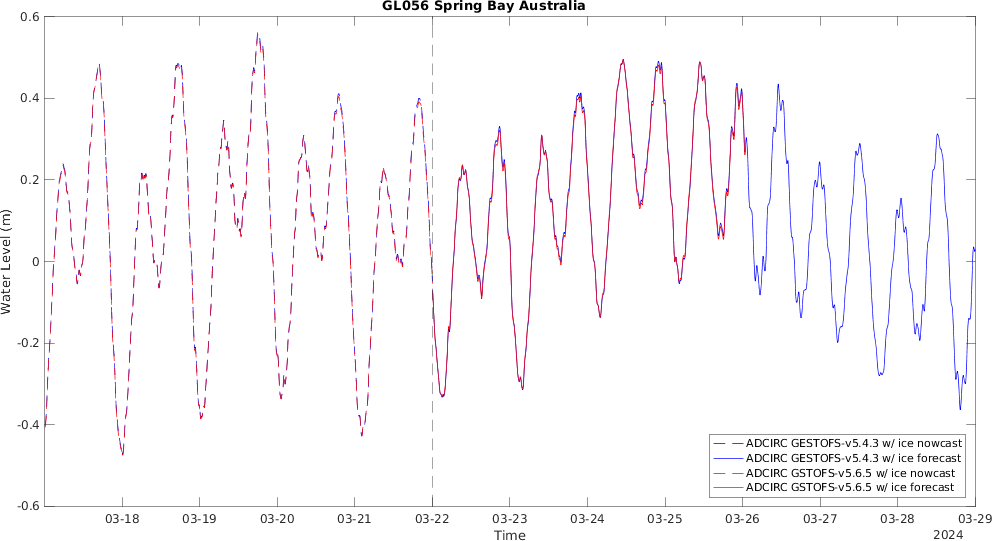 GL056 Spring Bay Australia
0.6
0.4
0.2
0
-0.2
-0.4
-0.6
Water Level (m)
03-18 03-19 03-20 03-21 03-22 03-23 03-24 03-25 03-26 03-27 03-28 03-29
Time
2024
ADCIRC GESTOFS-v5.4.3 w/ ice nowcast
ADCIRC GESTOFS-v5.4.3 w/ ice forecast
ADCIRC GSTOFS-v5.6.5 w/ ice nowcast
ADCIRC GSTOFS-v5.6.5 w/ ice forecast